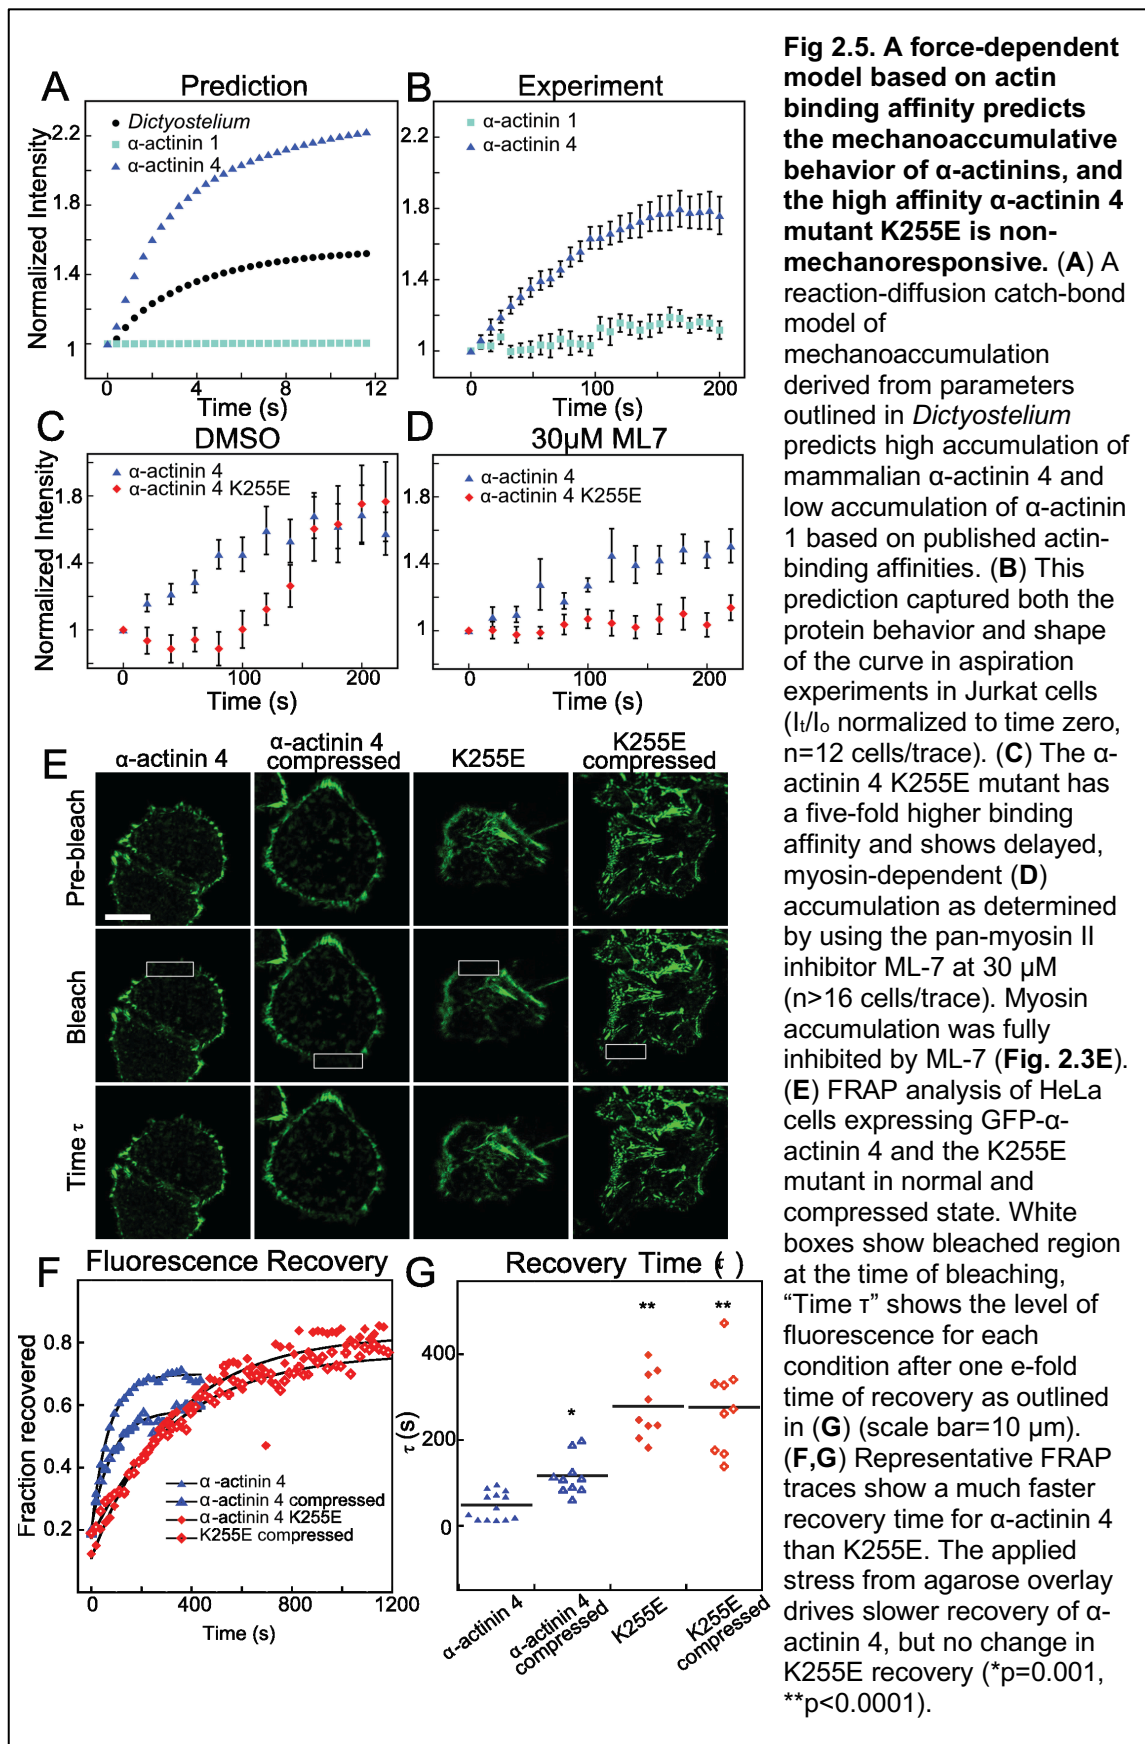 A
Prediction
Normalized Intensity
2.2
1.8
1.4
1
Dictyostelium
α-actinin 1
α-actinin 4
0
4
8
12
Time (s)
B
Experiment
α-actinin 1
α-actinin 4
2.2
1.8
1.4
1
0
100
200
Time (s)
C
DMSO
Normalized Intensity
1.8
1.4
1
α-actinin 4
α-actinin 4 K255E
0
100
200
Time (s)
D
30μM ML7
α-actinin 4
α-actinin 4 K255E
1.8
1.4
1
0
100
200
Time (s)
E
α-actinin 4
α-actinin 4
compressed
K255E
K255E
compressed
Pre-bleach
Bleach
Time τ
F
Fluorescence Recovery
Fraction recovered
0.8
0.6
0.4
0.2
α-actinin 4
α-actinin 4 compressed
α-actinin 4 K255E
K255E compressed
0
400
800
1200
Time (s)
G
Recovery Time (τ)
τ (s)
400
200
0
*
**
**
α-actinin 4
α-actinin 4
compressed
K255E
K255E
compressed
Fig 2.5. A force-dependent
model based on actin
binding affinity predicts
the mechanoaccumulative
behavior of α-actinins, and
the high affinity α-actinin 4
mutant K255E is non-
mechanoresponsive. (A) A
reaction-diffusion catch-bond
model of
mechanoaccumulation
derived from parameters
outlined in Dictyostelium
predicts high accumulation of
mammalian α-actinin 4 and
low accumulation of α-actinin
1 based on published actin-
binding affinities. (B) This
prediction captured both the
protein behavior and shape
of the curve in aspiration
experiments in Jurkat cells
(It/Io normalized to time zero,
n=12 cells/trace). (C) The α-
actinin 4 K255E mutant has
a five-fold higher binding
affinity and shows delayed,
myosin-dependent (D)
accumulation as determined
by using the pan-myosin II
inhibitor ML-7 at 30 μM
(n>16 cells/trace). Myosin
accumulation was fully
inhibited by ML-7 (Fig. 2.3E).
(E) FRAP analysis of HeLa
cells expressing GFP-α-
actinin 4 and the K255E
mutant in normal and
compressed state. White
boxes show bleached region
at the time of bleaching,
“Time τ” shows the level of
fluorescence for each
condition after one e-fold
time of recovery as outlined
in (G) (scale bar=10 μm).
(F,G) Representative FRAP
traces show a much faster
recovery time for α-actinin 4
than K255E. The applied
stress from agarose overlay
drives slower recovery of α-
actinin 4, but no change in
K255E recovery (*p=0.001,
**p<0.0001).